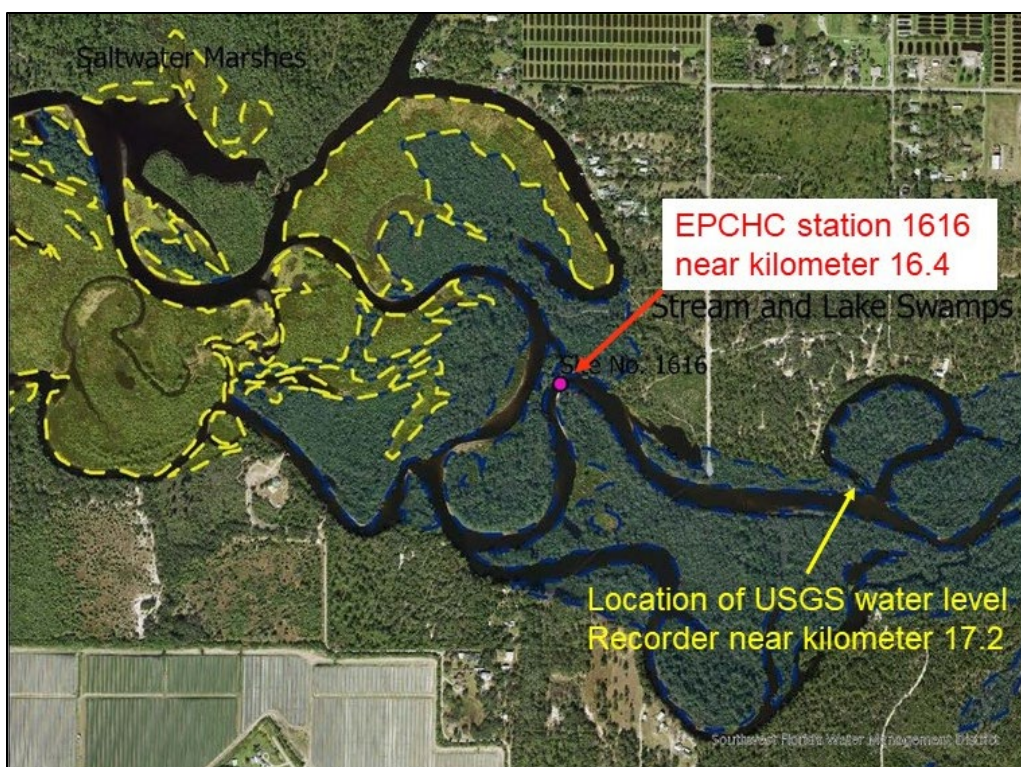 Saltwater Marshes
EPCHC station 1616
near kilometer 16.4
Stream and Lake Swamps
Site No. 1616
Location of USGS water level
Recorder near kilometer 17.2
Southwest Florida Water Management District